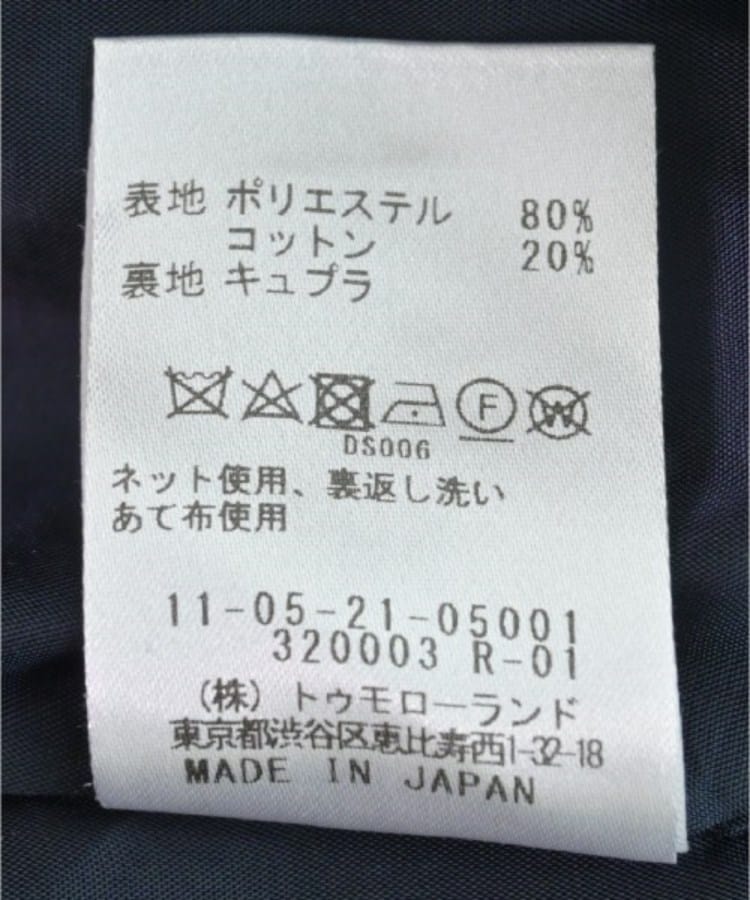 表地 ポリエステル 80%
コットン 20%
裏地 キュプラ
F W
DS006
ネット使用、裏返し洗い
あて布使用
11-05-21-05001
320003 R-01
(株) トゥモローランド
東京都渋谷区恵比寿西1-32-18
MADE IN JAPAN